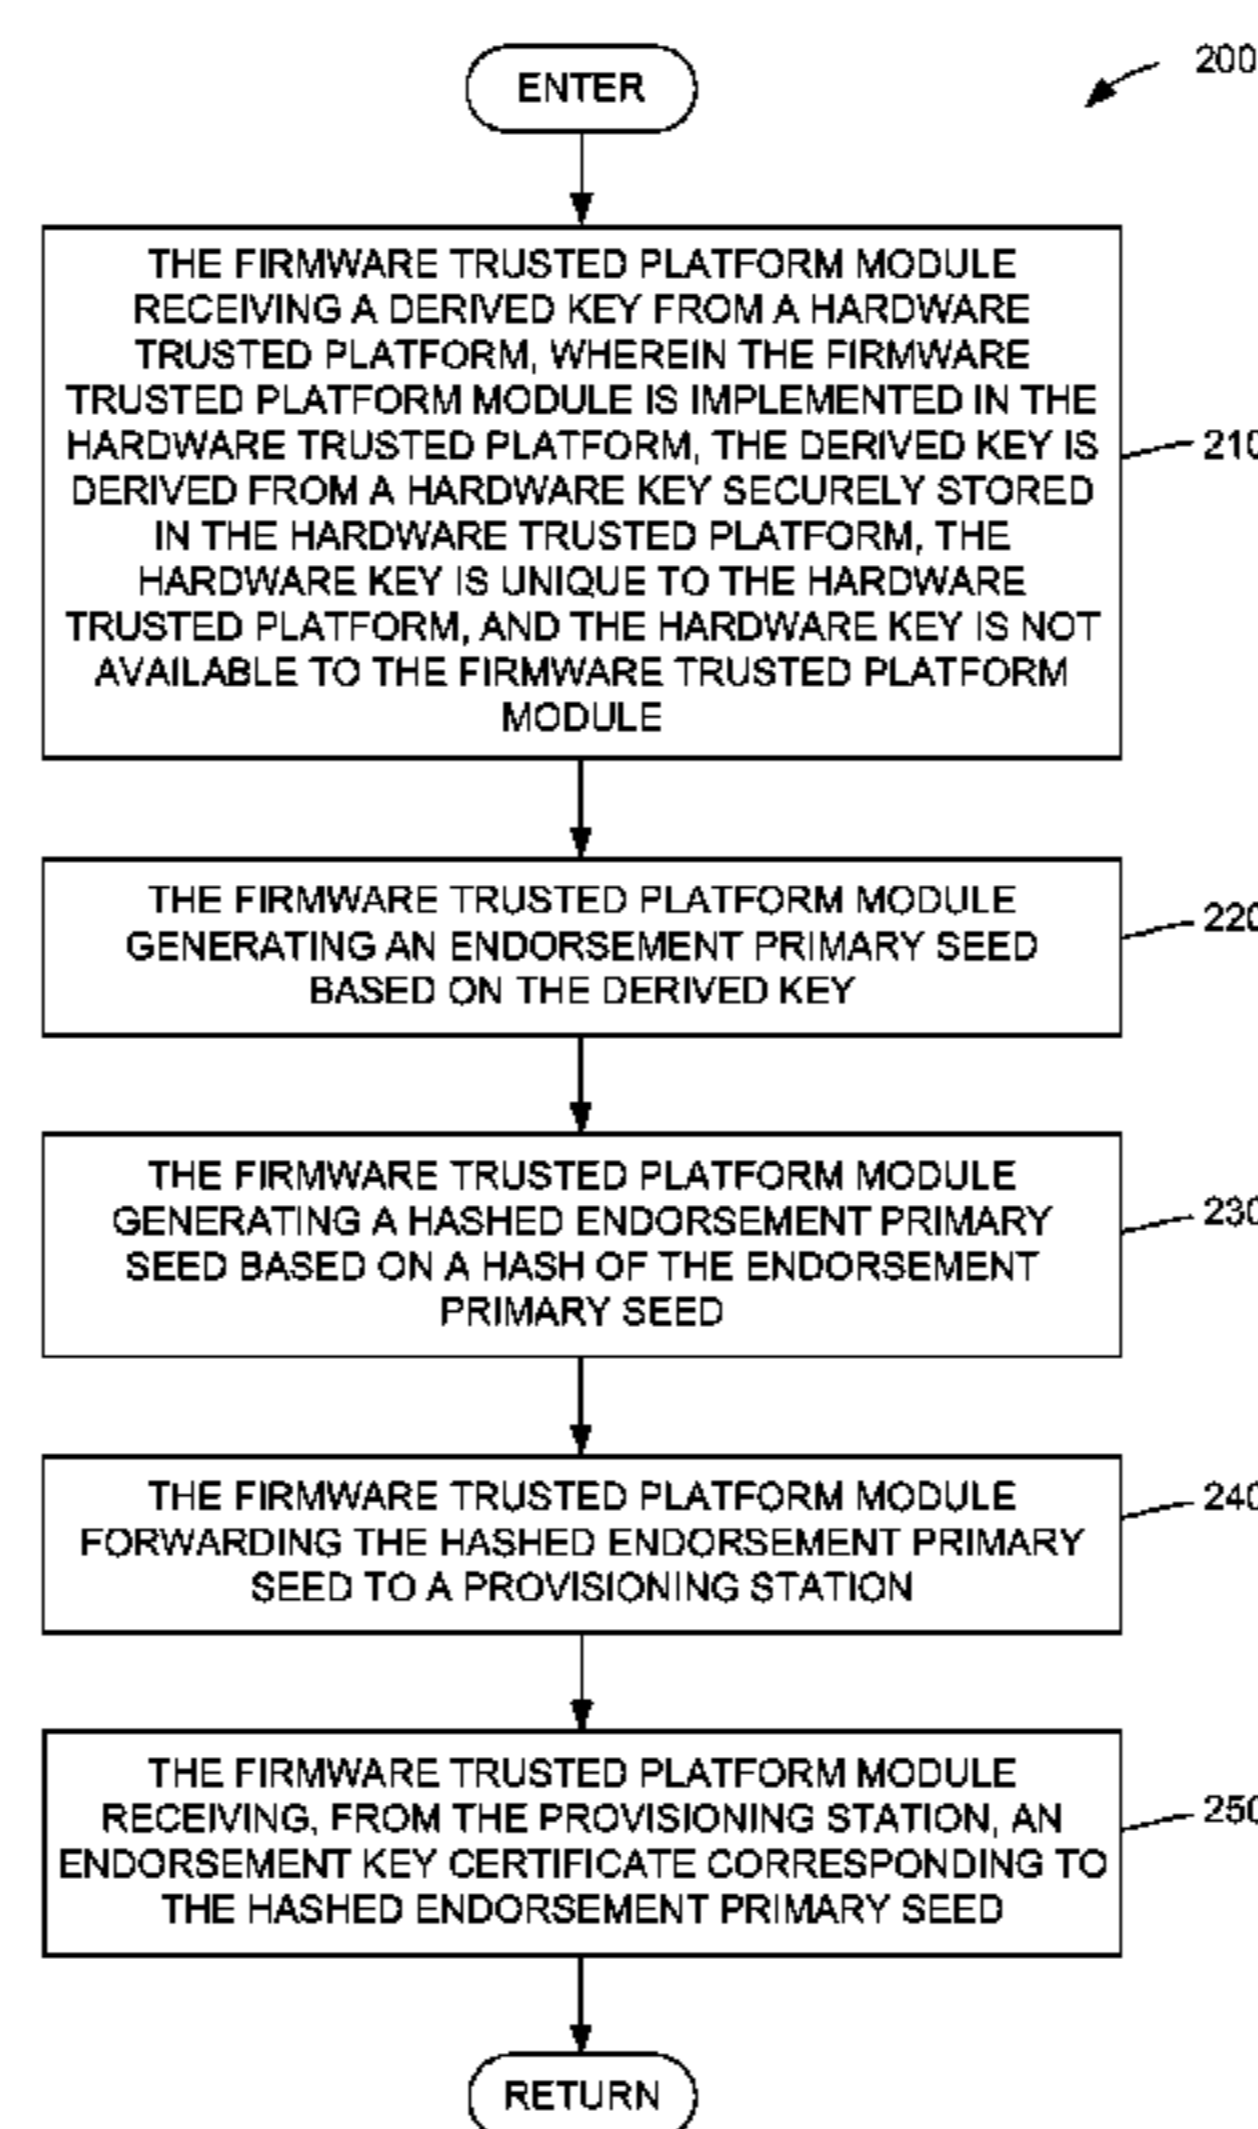 ENTER
200
THE FIRMWARE TRUSTED PLATFORM MODULE
RECEIVING A DERIVED KEY FROM A HARDWARE
TRUSTED PLATFORM, WHEREIN THE FIRMWARE
TRUSTED PLATFORM MODULE IS IMPLEMENTED IN THE
HARDWARE TRUSTED PLATFORM, THE DERIVED KEY IS
DERIVED FROM A HARDWARE KEY SECURELY STORED
IN THE HARDWARE TRUSTED PLATFORM, THE
HARDWARE KEY IS UNIQUE TO THE HARDWARE
TRUSTED PLATFORM, AND THE HARDWARE KEY IS NOT
AVAILABLE TO THE FIRMWARE TRUSTED PLATFORM
MODULE
210
THE FIRMWARE TRUSTED PLATFORM MODULE
GENERATING AN ENDORSEMENT PRIMARY SEED
BASED ON THE DERIVED KEY
220
THE FIRMWARE TRUSTED PLATFORM MODULE
GENERATING A HASHED ENDORSEMENT PRIMARY
SEED BASED ON A HASH OF THE ENDORSEMENT
PRIMARY SEED
230
THE FIRMWARE TRUSTED PLATFORM MODULE
FORWARDING THE HASHED ENDORSEMENT PRIMARY
SEED TO A PROVISIONING STATION
240
THE FIRMWARE TRUSTED PLATFORM MODULE
RECEIVING, FROM THE PROVISIONING STATION, AN
ENDORSEMENT KEY CERTIFICATE CORRESPONDING TO
THE HASHED ENDORSEMENT PRIMARY SEED
250
RETURN